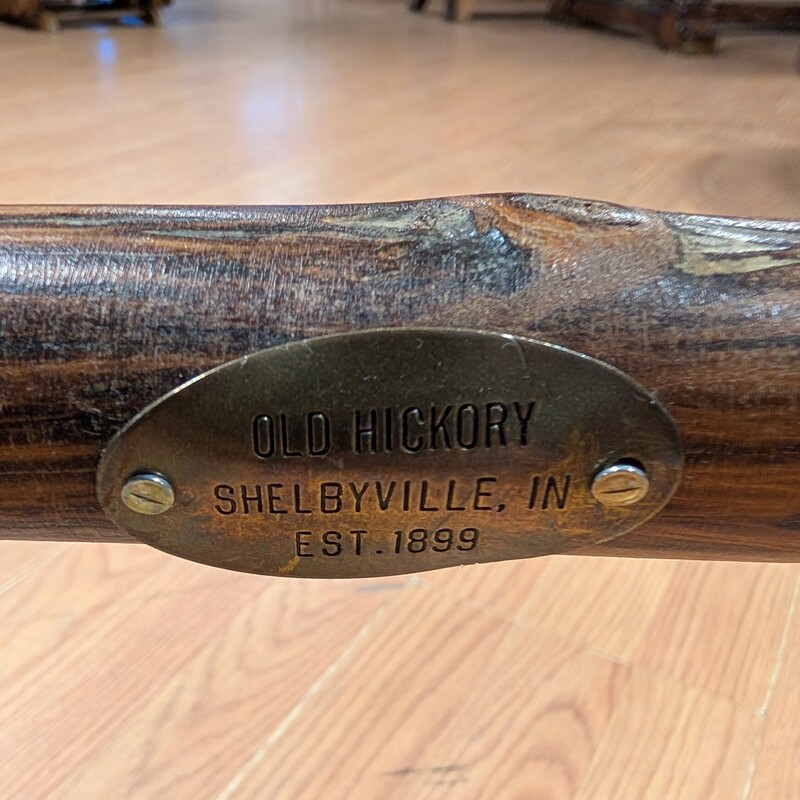 OLD HICKORY
SHELBYVILLE, IN
EST. 1899